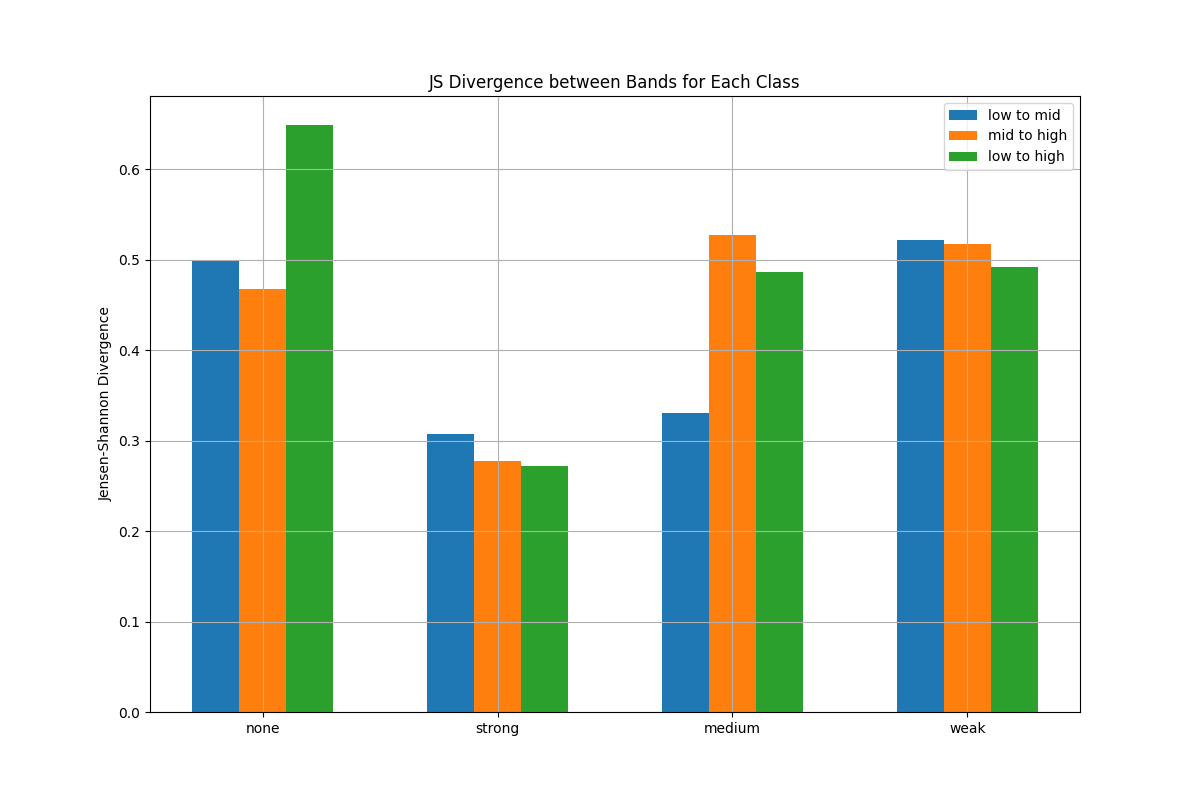 JS Divergence between Bands for Each Class
low to mid
mid to high
low to high
Jensen-Shannon Divergence
0.6
0.5
0.4
0.3
0.2
0.1
0.0
none strong medium weak